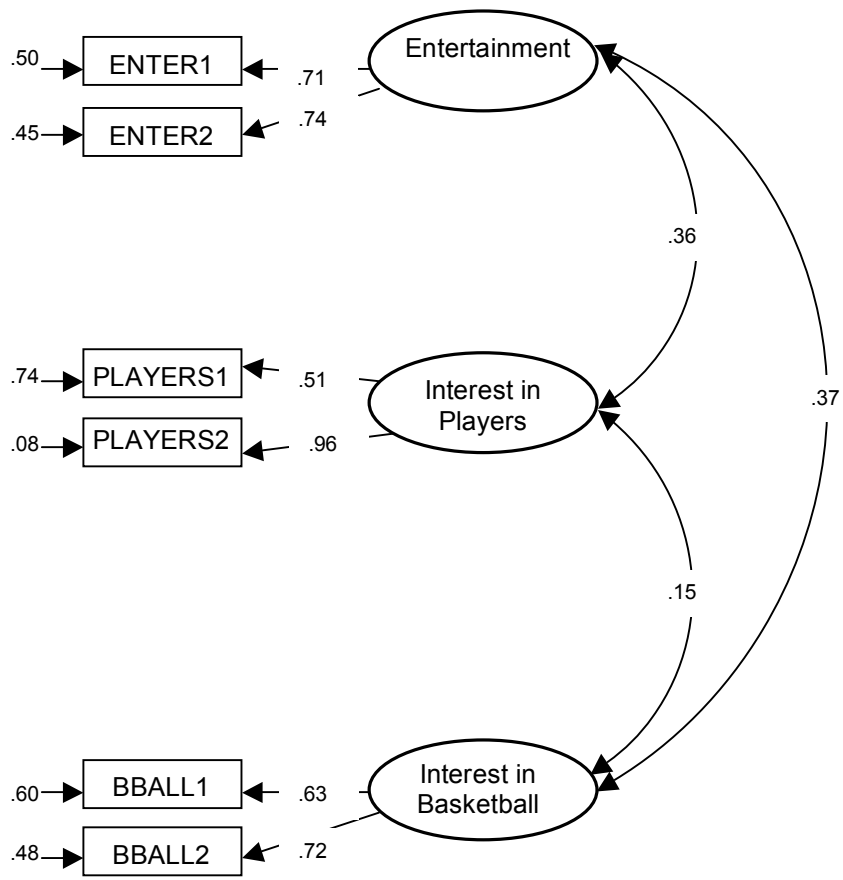 Entertainment
.50
ENTER1
.71
.45
ENTER2
.74
.36
.74
PLAYERS1
.51
Interest in
Players
.37
.08
PLAYERS2
.96
.15
.60
BBALL1
.63
Interest in
Basketball
.48
BBALL2
.72